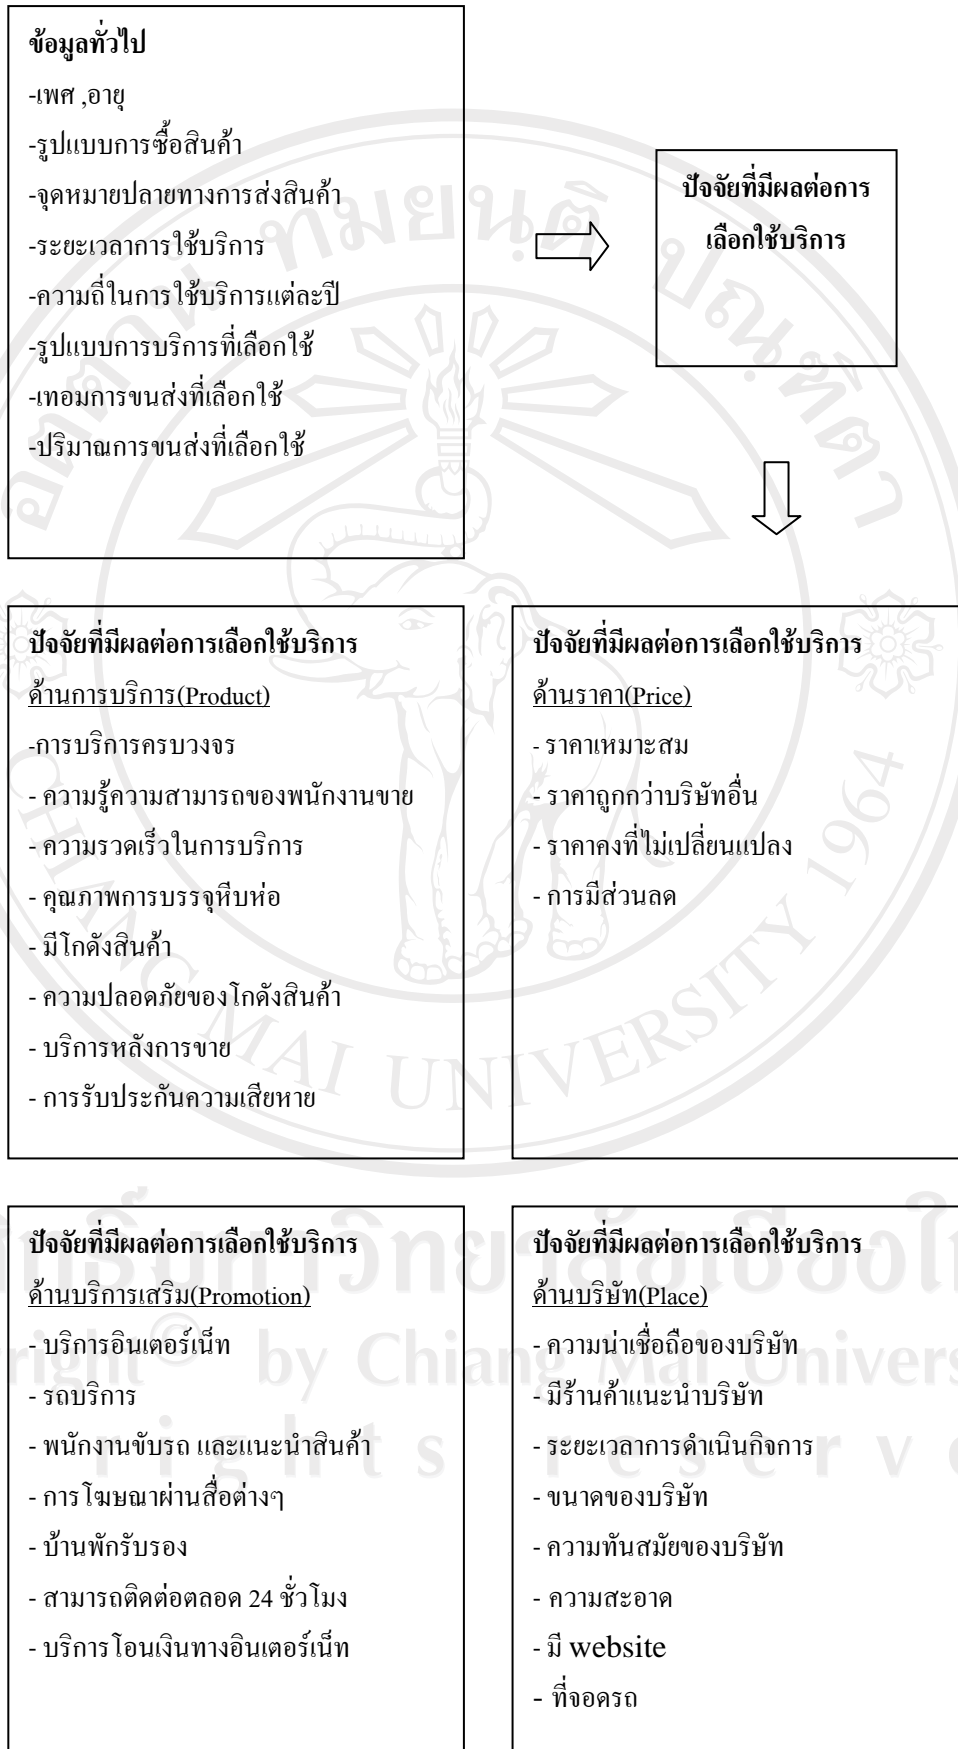 ข้อมูลทั่วไป
-เพศ ,อายุ
-รูปแบบการซื้อสินค้า
-จุดหมายปลายทางการส่งสินค้า
-ระยะเวลาการใช้บริการ
-ความถี่ในการใช้บริการแต่ละปี
-รูปแบบการบริการที่เลือกใช้
-เทอมการขนส่งที่เลือกใช้
-ปริมาณการขนส่งที่เลือกใช้
ปัจจัยที่มีผลต่อการ
เลือกใช้บริการ
ปัจจัยที่มีผลต่อการเลือกใช้บริการ
ด้านการบริการ(Product)
-การบริการครบวงจร
- ความรู้ความสามารถของพนักงานขาย
- ความรวดเร็วในการบริการ
- คุณภาพการบรรจุหีบห่อ
- มีโกดังสินค้า
- ความปลอดภัยของโกดังสินค้า
- บริการหลังการขาย
- การรับประกันความเสียหาย
ปัจจัยที่มีผลต่อการเลือกใช้บริการ
ด้านราคา(Price)
- ราคาเหมาะสม
- ราคาถูกกว่าบริษัทอื่น
- ราคาคงที่ไม่เปลี่ยนแปลง
- การมีส่วนลด
ปัจจัยที่มีผลต่อการเลือกใช้บริการ
ด้านบริการเสริม(Promotion)
- บริการอินเตอร์เน็ท
- รถบริการ
- พนักงานขับรถ และแนะนำสินค้า
- การโฆษณาผ่านสื่อต่างๆ
- บ้านพักรับรอง
- สามารถติดต่อตลอด 24 ชั่วโมง
- บริการโอนเงินทางอินเตอร์เน็ท
ปัจจัยที่มีผลต่อการเลือกใช้บริการ
ด้านบริษัท(Place)
- ความน่าเชื่อถือของบริษัท
- มีร้านค้าแนะนำบริษัท
- ระยะเวลาการดำเนินกิจการ
- ขนาดของบริษัท
- ความทันสมัยของบริษัท
- ความสะอาด
- มี website
- ที่จอดรถ
CHIANG MAI UNIVERSITY 1964
by Chiang Mai
rights